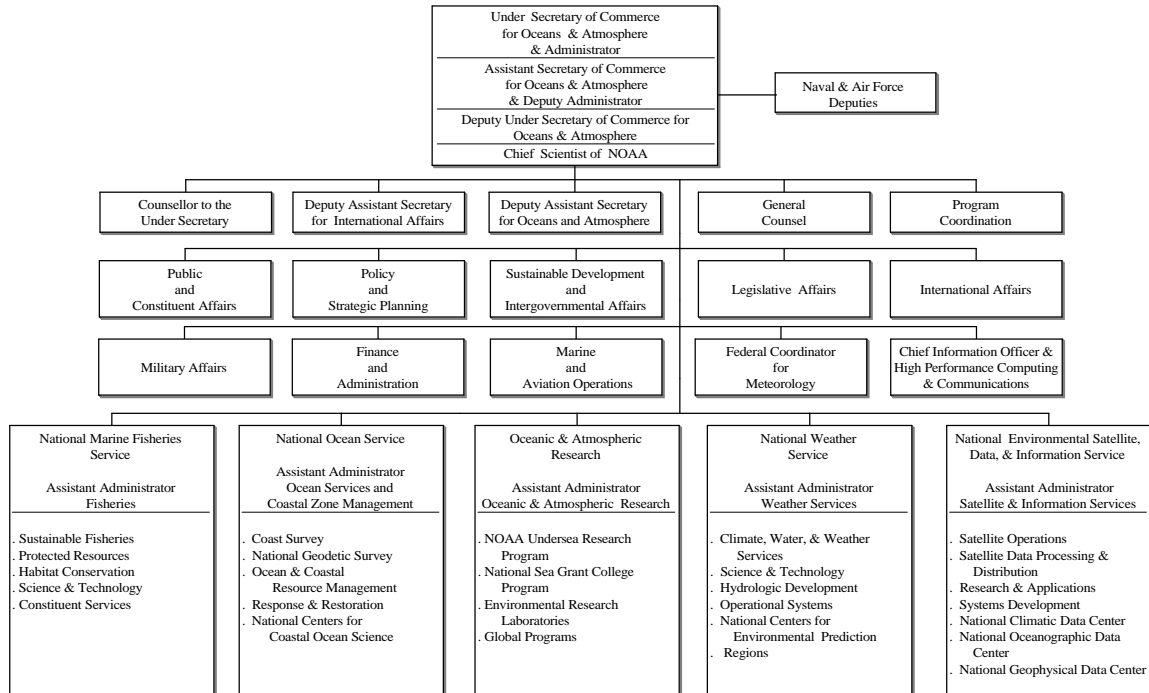 Under Secretary of Commerce
for Oceans & Atmosphere
& Administrator
Assistant Secretary of Commerce
for Oceans & Atmosphere
& Deputy Administrator
Deputy Under Secretary of Commerce for
Oceans & Atmosphere
Chief Scientist of NOAA
Naval & Air Force
Deputies
Counsellor to the
Under Secretary
Deputy Assistant Secretary
for International Affairs
Deputy Assistant Secretary
for Oceans and Atmosphere
General
Counsel
Program
Coordination
Public
and
Constituent Affairs
Policy
and
Strategic Planning
Sustainable Development
and
Intergovernmental Affairs
Legislative Affairs
International Affairs
Military Affairs
Finance
and
Administration
Marine
and
Aviation Operations
Federal Coordinator
for
Meteorology
Chief Information Officer &
High Performance Computing
& Communications
National Marine Fisheries
Service
Assistant Administrator
Fisheries
. Sustainable Fisheries
. Protected Resources
. Habitat Conservation
. Science & Technology
. Constituent Services
National Ocean Service
Assistant Administrator
Ocean Services and
Coastal Zone Management
. Coast Survey
. National Geodetic Survey
. Ocean & Coastal
Resource Management
. Response & Restoration
. National Centers for
Coastal Ocean Science
Oceanic & Atmospheric
Research
Assistant Administrator
Oceanic & Atmospheric Research
. NOAA Undersea Research
Program
. National Sea Grant College
Program
. Environmental Research
Laboratories
. Global Programs
National Weather
Service
Assistant Administrator
Weather Services
. Climate, Water, & Weather
Services
. Science & Technology
. Hydrologic Development
. Operational Systems
. National Centers for
Environmental Prediction
. Regions
National Environmental Satellite,
Data, & Information Service
Assistant Administrator
Satellite & Information Services
. Satellite Operations
. Satellite Data Processing &
Distribution
. Research & Applications
. Systems Development
. National Climatic Data Center
. National Oceanographic Data
Center
. National Geophysical Data Center